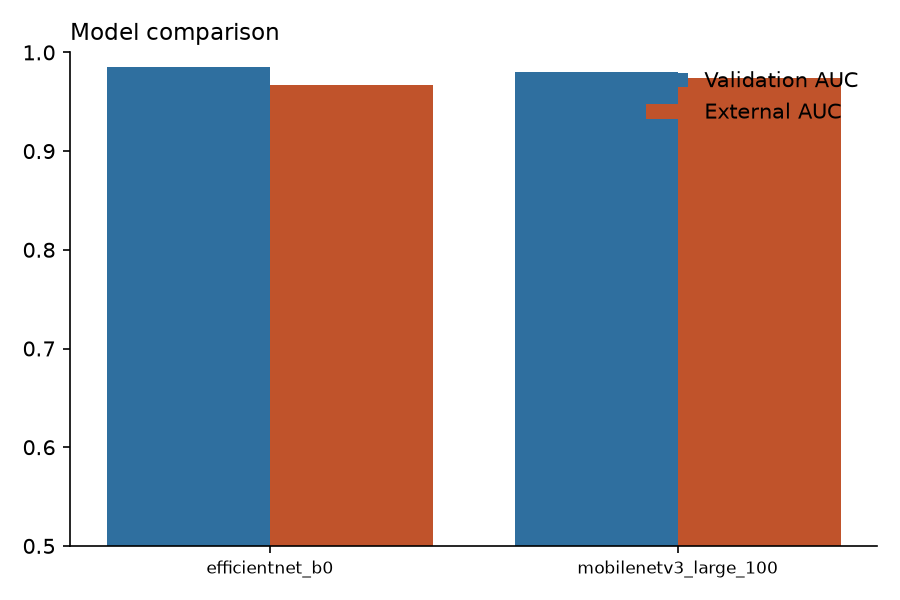 Model comparison
1.0
0.9
0.8
0.7
0.6
0.5
Validation AUC
External AUC
efficientnet_b0
mobilenetv3_large_100